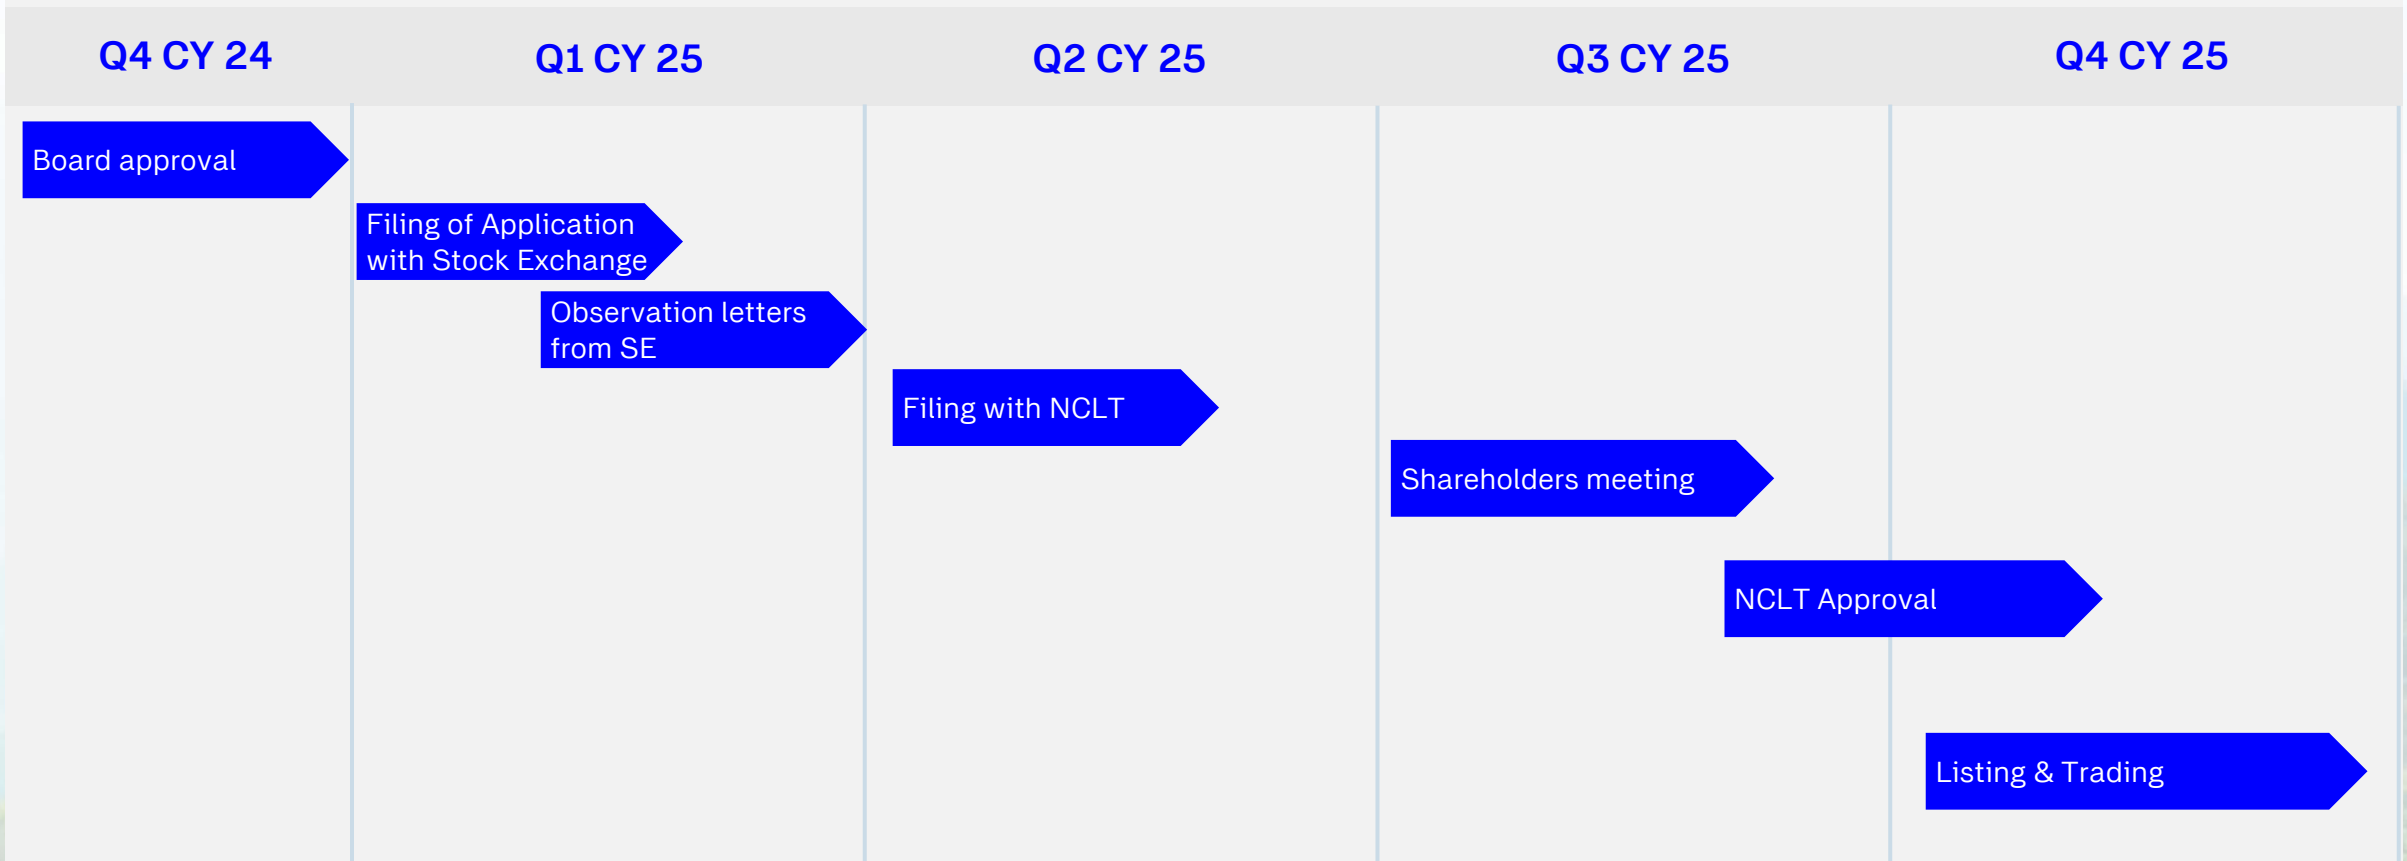 Q4 CY 24
Q1 CY 25
Q2 CY 25
Q3 CY 25
Q4 CY 25
Board approval
Filing of Application
with Stock Exchange
Observation letters
from SE
Filing with NCLT
Shareholders meeting
NCLT Approval
Listing & Trading